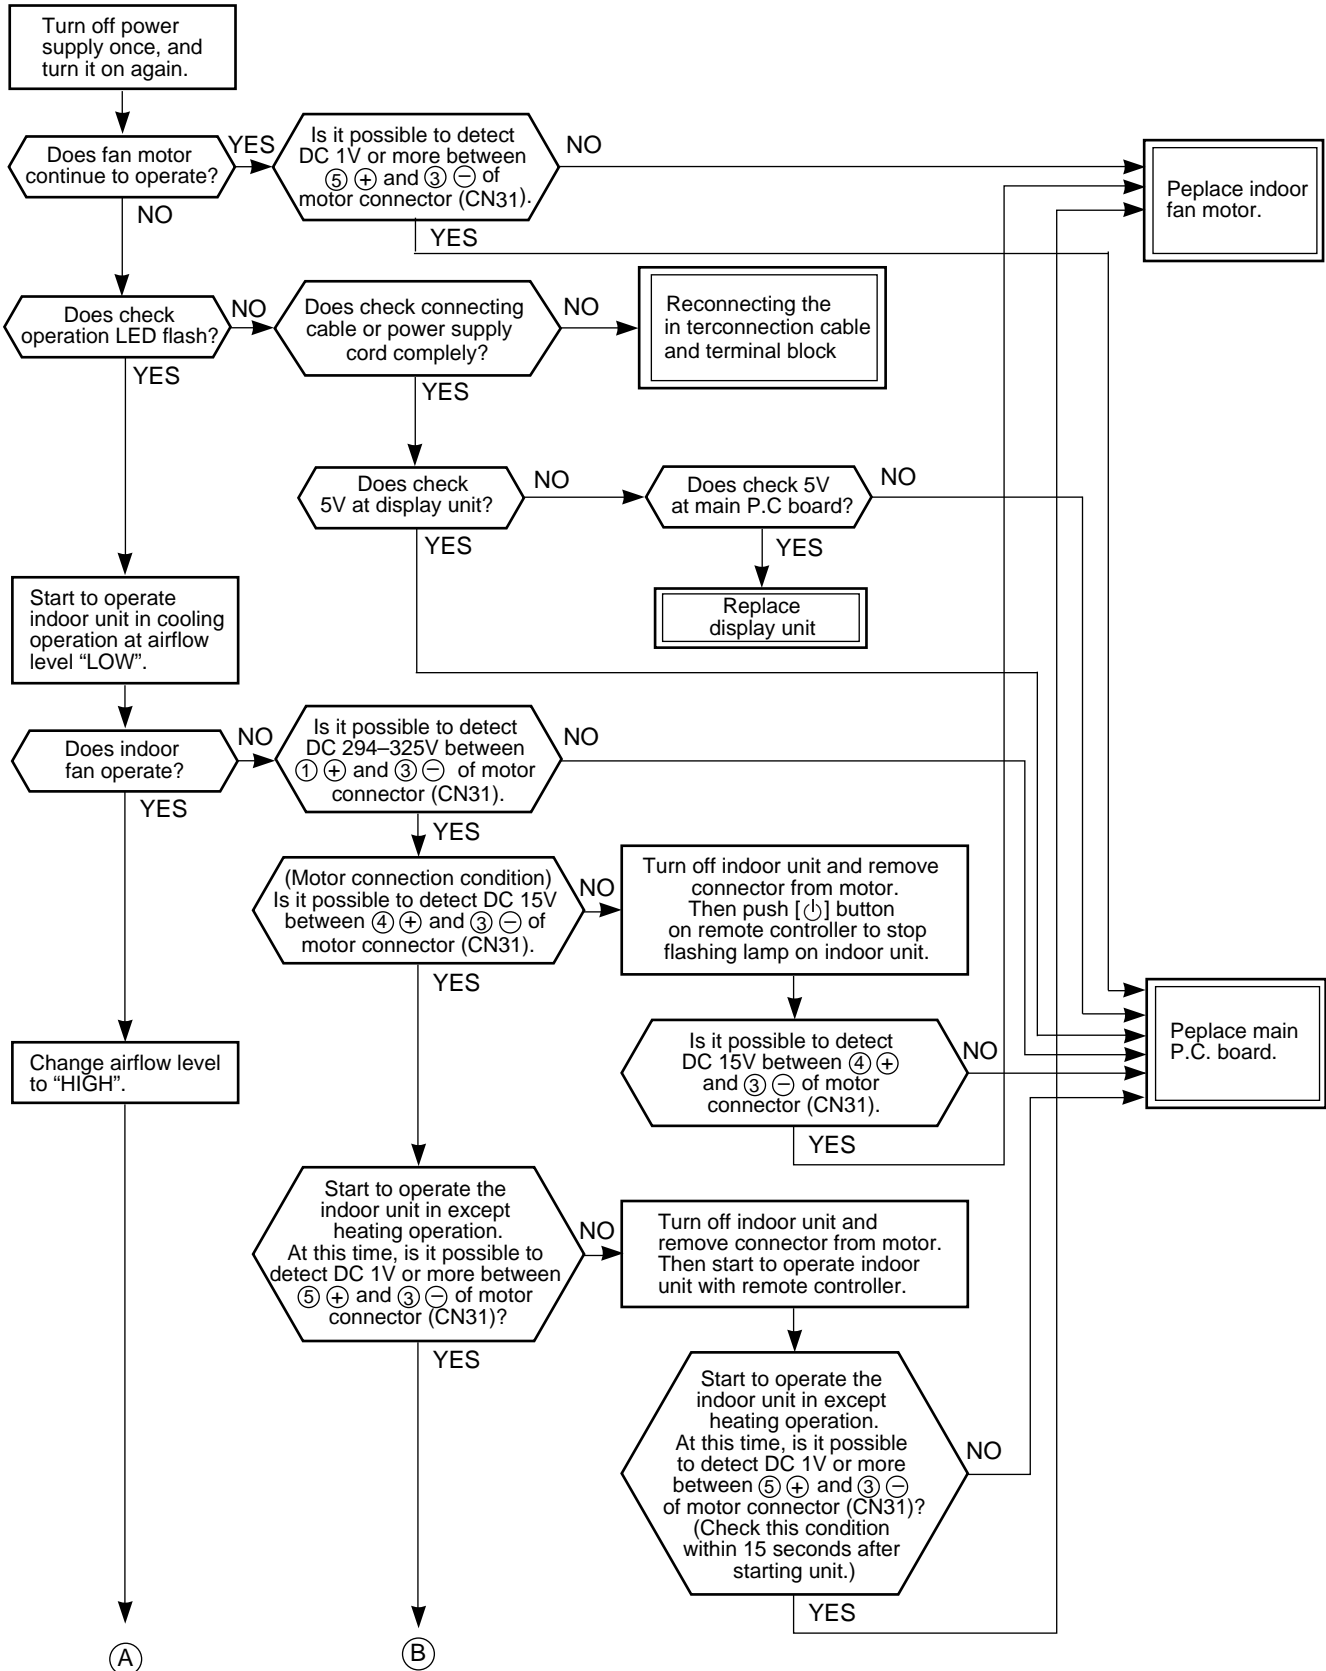 Turn off power
supply once, and
turn it on again.
Does fan motor
continue to operate?
YES
NO
Is it possible to detect
DC 1V or more between
⑤ ⊕ and ③ ⊖ of
motor connector (CN31).
NO
YES
Peplace indoor
fan motor.
Does check
operation LED flash?
NO
YES
Does check connecting
cable or power supply
cord complely?
NO
YES
Reconnecting the
in terconnection cable
and terminal block
Does check
5V at display unit?
NO
YES
Does check 5V
at main P.C board?
NO
YES
Replace
display unit
Start to operate
indoor unit in cooling
operation at airflow
level “LOW”.
Does indoor
fan operate?
NO
YES
Is it possible to detect
DC 294–325V between
① ⊕ and ③ ⊖ of motor
connector (CN31).
NO
YES
(Motor connection condition)
Is it possible to detect DC 15V
between ④ ⊕ and ③ ⊖ of
motor connector (CN31).
NO
YES
Turn off indoor unit and remove
connector from motor.
Then push [⏻] button
on remote controller to stop
flashing lamp on indoor unit.
Is it possible to detect
DC 15V between ④ ⊕
and ③ ⊖ of motor
connector (CN31).
NO
YES
Peplace main
P.C. board.
Change airflow level
to “HIGH”.
Start to operate the
indoor unit in except
heating operation.
At this time, is it possible to
detect DC 1V or more between
⑤ ⊕ and ③ ⊖ of motor
connector (CN31)?
NO
YES
Turn off indoor unit and
remove connector from motor.
Then start to operate indoor
unit with remote controller.
Start to operate the
indoor unit in except
heating operation.
At this time, is it possible
to detect DC 1V or more
between ⑤ ⊕ and ③ ⊖
of motor connector (CN31)?
(Check this condition
within 15 seconds after
starting unit.)
NO
YES
Ⓐ
Ⓑ